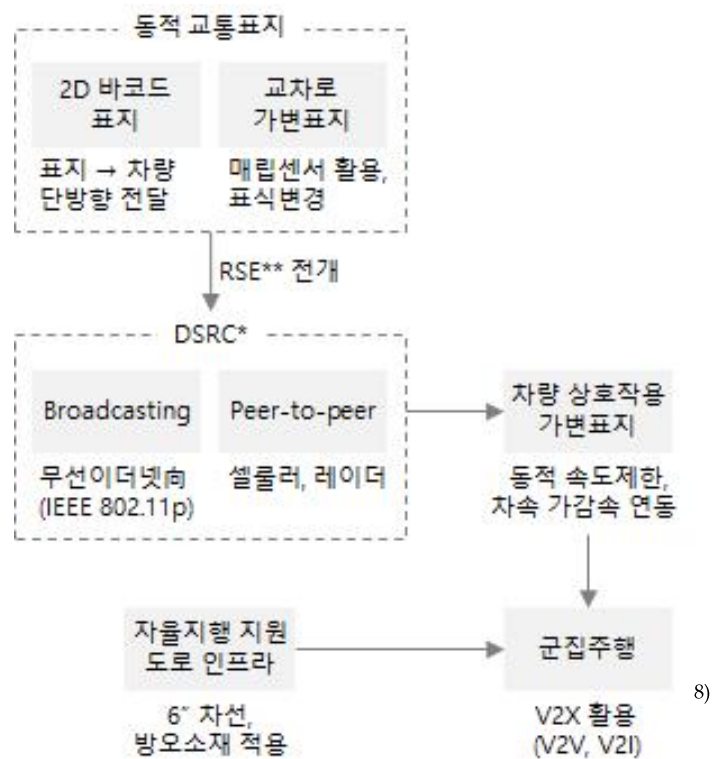 동적 교통표지
2D 바코드
표지
교차로
가변표지
표지 → 차량
단방향 전달
매립센서 활용,
표식변경
RSE** 전개
DSRC*
Broadcasting
Peer-to-peer
무선이더넷向
(IEEE 802.11p)
셀룰러, 레이더
차량 상호작용
가변표지
동적 속도제한,
차속 가감속 연동
자율지행 지원
도로 인프라
6″ 차선,
방오소재 적용
군집주행
V2X 활용
(V2V, V2I)
8)